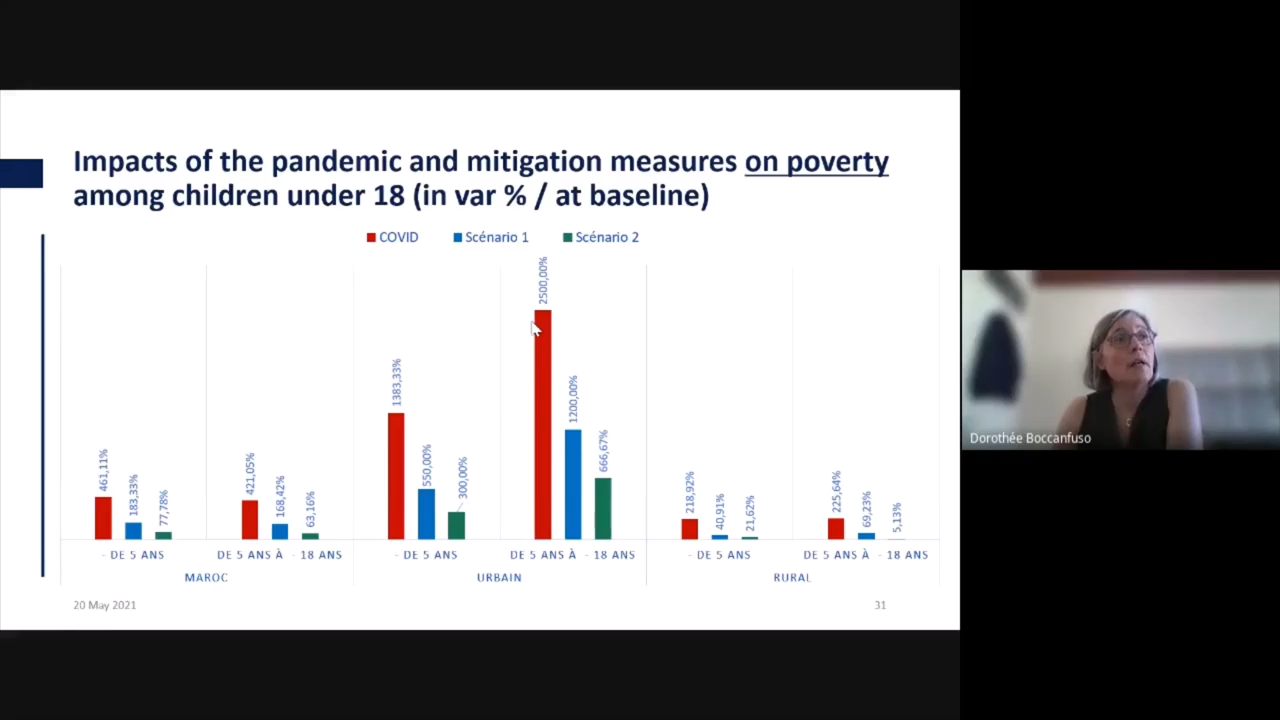 Impacts of the pandemic and mitigation measures on poverty
among children under 18 (in var % / at baseline)
COVID
Scénario 1
Scénario 2
461,11%
183,33%
77,78%
421,05%
168,42%
63,16%
1383,33%
550,00%
300,00%
2500,00%
1200,00%
666,67%
218,92%
40,91%
21,62%
225,64%
69,23%
5,13%
- DE 5 ANS
DE 5 ANS À - 18 ANS
- DE 5 ANS
DE 5 ANS À - 18 ANS
- DE 5 ANS
DE 5 ANS À - 18 ANS
MAROC
URBAIN
RURAL
20 May 2021
31
Dorothée Boccanfuso